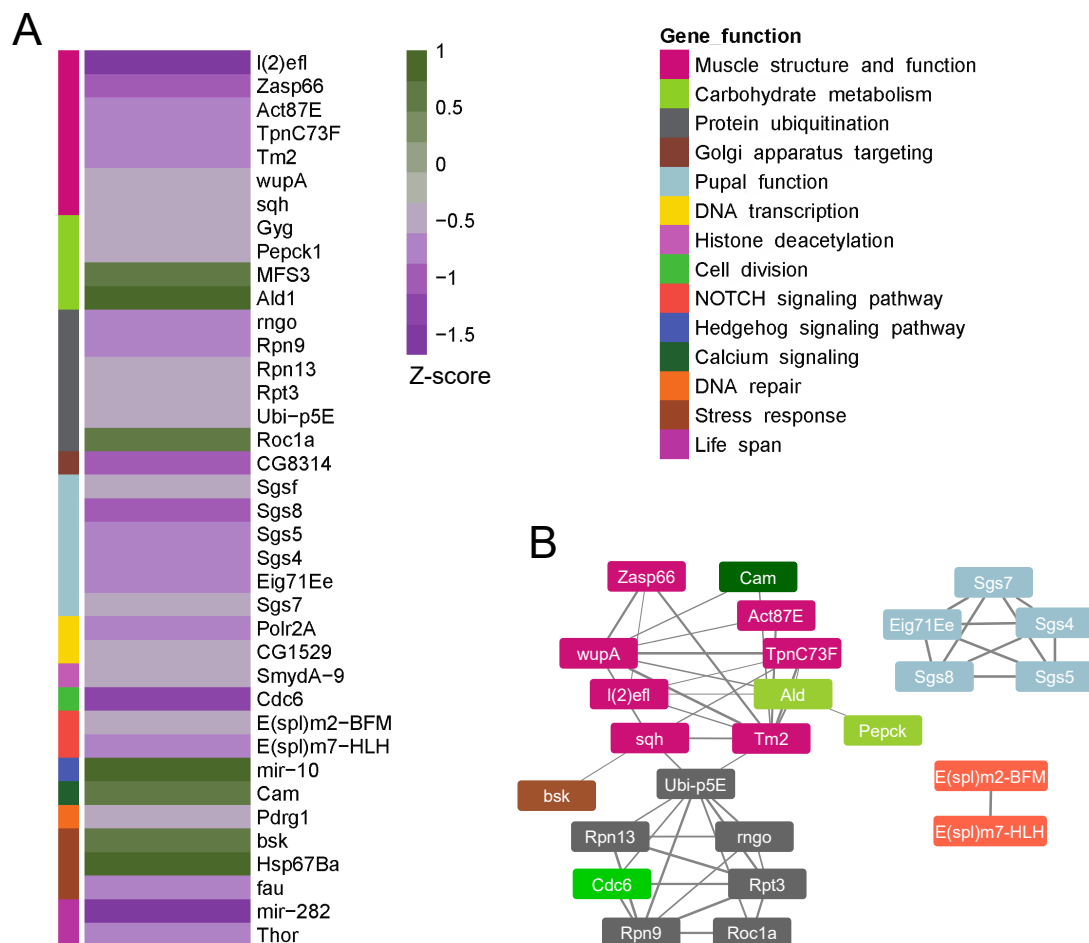 A
l(2)efl
Zasp66
Act87E
TpnC73F
Tm2
wupA
sqh
Gyg
Pepck1
MFS3
Ald1
rngo
Rpn9
Rpn13
Rpt3
Ubi−p5E
Roc1a
CG8314
Sgsf
Sgs8
Sgs5
Sgs4
Eig71Ee
Sgs7
Polr2A
CG1529
SmydA−9
Cdc6
E(spl)m2−BFM
E(spl)m7−HLH
mir−10
Cam
Pdrg1
bsk
Hsp67Ba
fau
mir−282
Thor
1
0.5
0
−0.5
−1
−1.5
Z-score
Gene_function
Muscle structure and function
Carbohydrate metabolism
Protein ubiquitination
Golgi apparatus targeting
Pupal function
DNA transcription
Histone deacetylation
Cell division
NOTCH signaling pathway
Hedgehog signaling pathway
Calcium signaling
DNA repair
Stress response
Life span
B
Zasp66
Cam
Act87E
wupA
TpnC73F
l(2)efl
Ald
Pepck
sqh
Tm2
Ubi-p5E
bsk
Rpn13
rngo
Cdc6
Rpt3
Rpn9
Roc1a
Sgs7
Eig71Ee
Sgs4
Sgs8
Sgs5
E(spl)m2-BFM
E(spl)m7-HLH